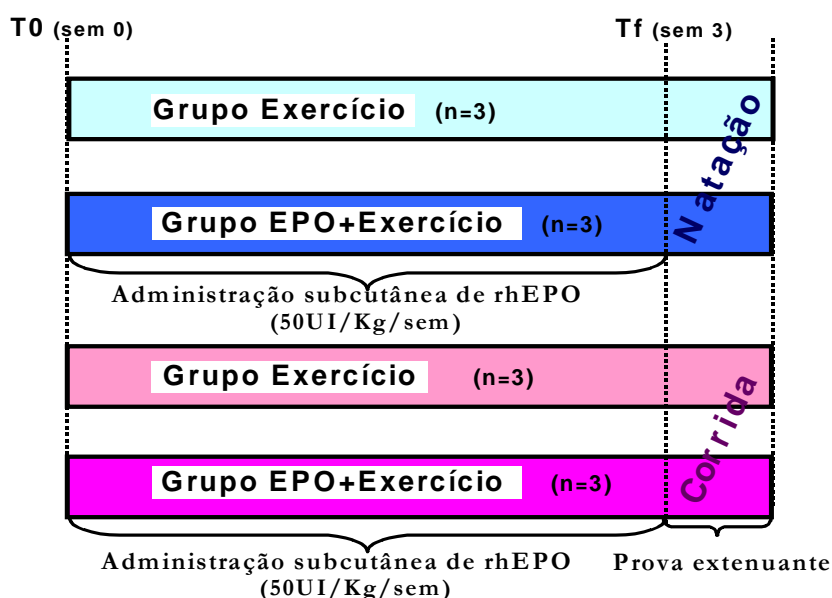 T0 (sem 0) Tf (sem 3)
Grupo Exercício (n=3)
Natação
Grupo EPO+Exercício (n=3)
Administração subcutânea de rhEPO
(50UI/Kg/sem)
Grupo Exercício (n=3)
Corrida
Grupo EPO+Exercício (n=3)
Administração subcutânea de rhEPO Prova extenuante
(50UI/Kg/sem)